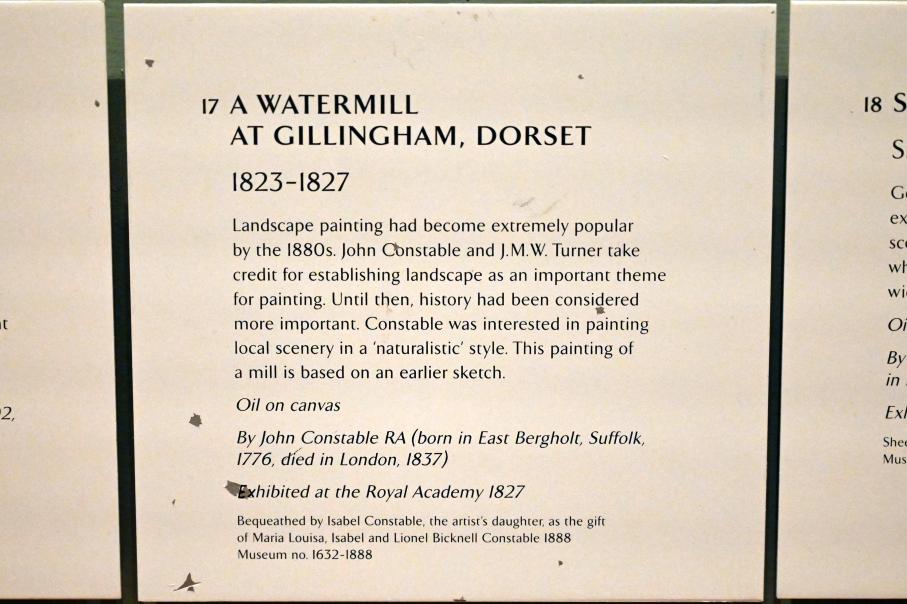 17 A WATERMILL
AT GILLINGHAM, DORSET
1823–1827
Landscape painting had become extremely popular
by the 1880s. John Constable and J.M.W. Turner take
credit for establishing landscape as an important theme
for painting. Until then, history had been considered
more important. Constable was interested in painting
local scenery in a ‘naturalistic’ style. This painting of
a mill is based on an earlier sketch.
Oil on canvas
By John Constable RA (born in East Bergholt, Suffolk,
1776, died in London, 1837)
Exhibited at the Royal Academy 1827
Bequeathed by Isabel Constable, the artist's daughter, as the gift
of Maria Louisa, Isabel and Lionel Bicknell Constable 1888
Museum no. 1632-1888
18 S
By
in